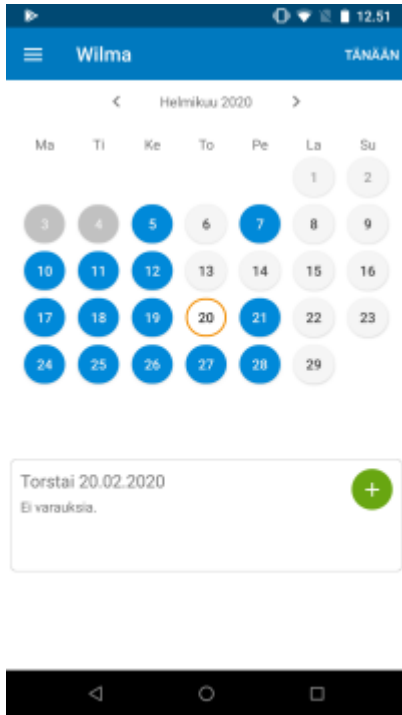 12.51
Wilma TÄNÄÄN
< Helmikuu 2020 >
Ma Ti Ke To Pe La Su
1 2
3 4 5 6 7 8 9
10 11 12 13 14 15 16
17 18 19 20 21 22 23
24 25 26 27 28 29
Torstai 20.02.2020
Ei varauksia.